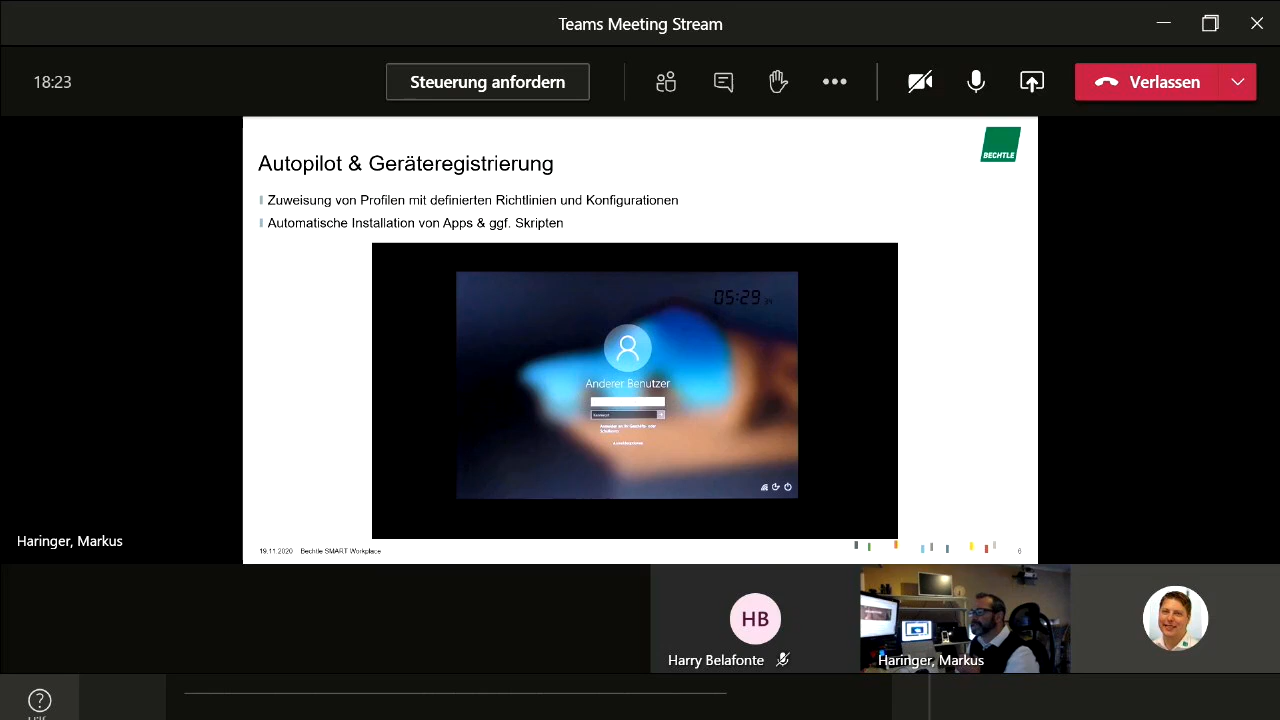 Teams Meeting Stream
18:23
Steuerung anfordern
Verlassen
BECHTLE
Autopilot & Geräteregistrierung
Zuweisung von Profilen mit definierten Richtlinien und Konfigurationen
Automatische Installation von Apps & ggf. Skripten
05:29
Anderer Benutzer
Kennwort
Haringer, Markus
19.11.2020 Bechtle SMART Workplace
6
HB
Harry Belafonte
Haringer, Markus